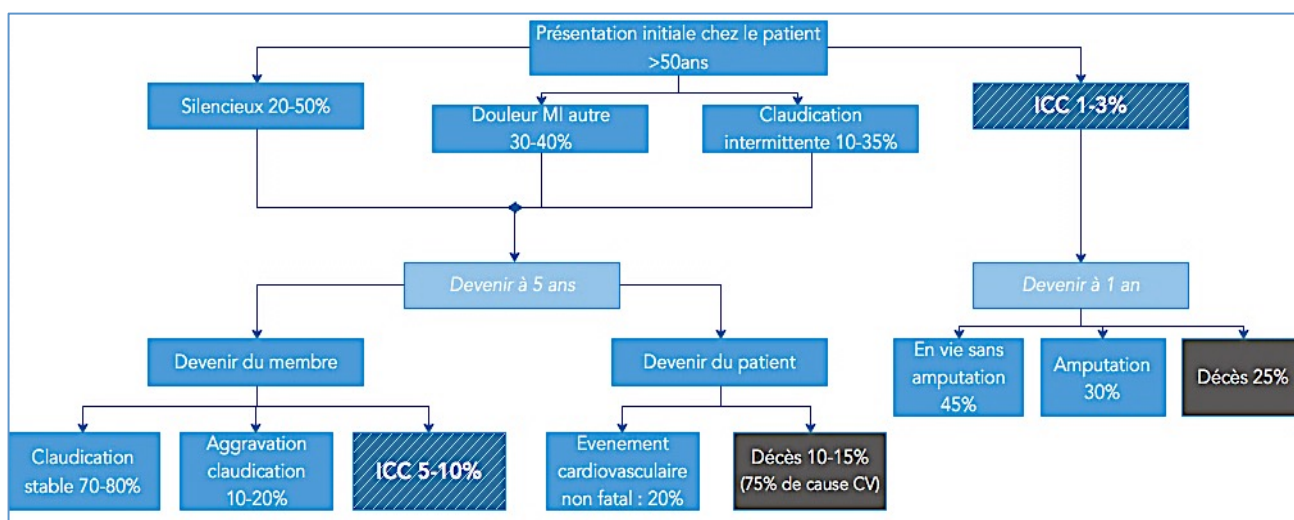 Présentation initiale chez le patient
>50ans
Silencieux 20-50%
Douleur MI autre
30-40%
Claudication
intermittente 10-35%
ICC 1-3%
Devenir à 5 ans
Devenir à 1 an
Devenir du membre
Devenir du patient
En vie sans
amputation
45%
Amputation
30%
Décès 25%
Claudication
stable 70-80%
Aggravation
claudication
10-20%
ICC 5-10%
Evenement
cardiovasculaire
non fatal : 20%
Décès 10-15%
(75% de cause CV)